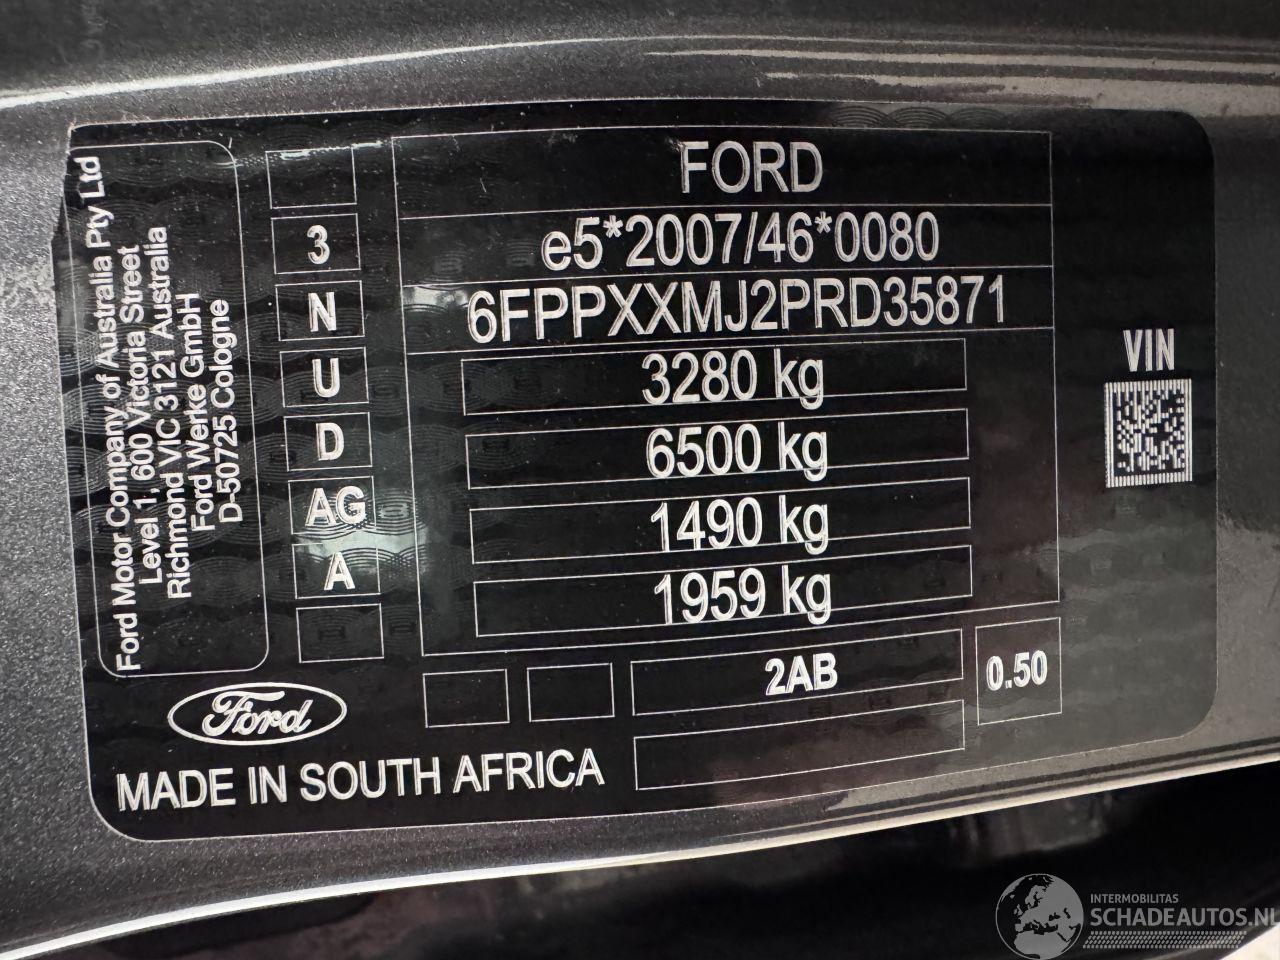 Ford Motor Company of Australia Pty Ltd
Level 1, 600 Victoria Street
Richmond VIC 3121 Australia
Ford Werke GmbH
D-50725 Cologne
3
N
U
D
AG
A
FORD
e5*2007/46*0080
6FPPXXMJ2PRD35871
3280 kg
6500 kg
1490 kg
1959 kg
VIN
2AB
0.50
Ford
MADE IN SOUTH AFRICA
INTERMOBILITAS
SCHADEAUTOS.NL